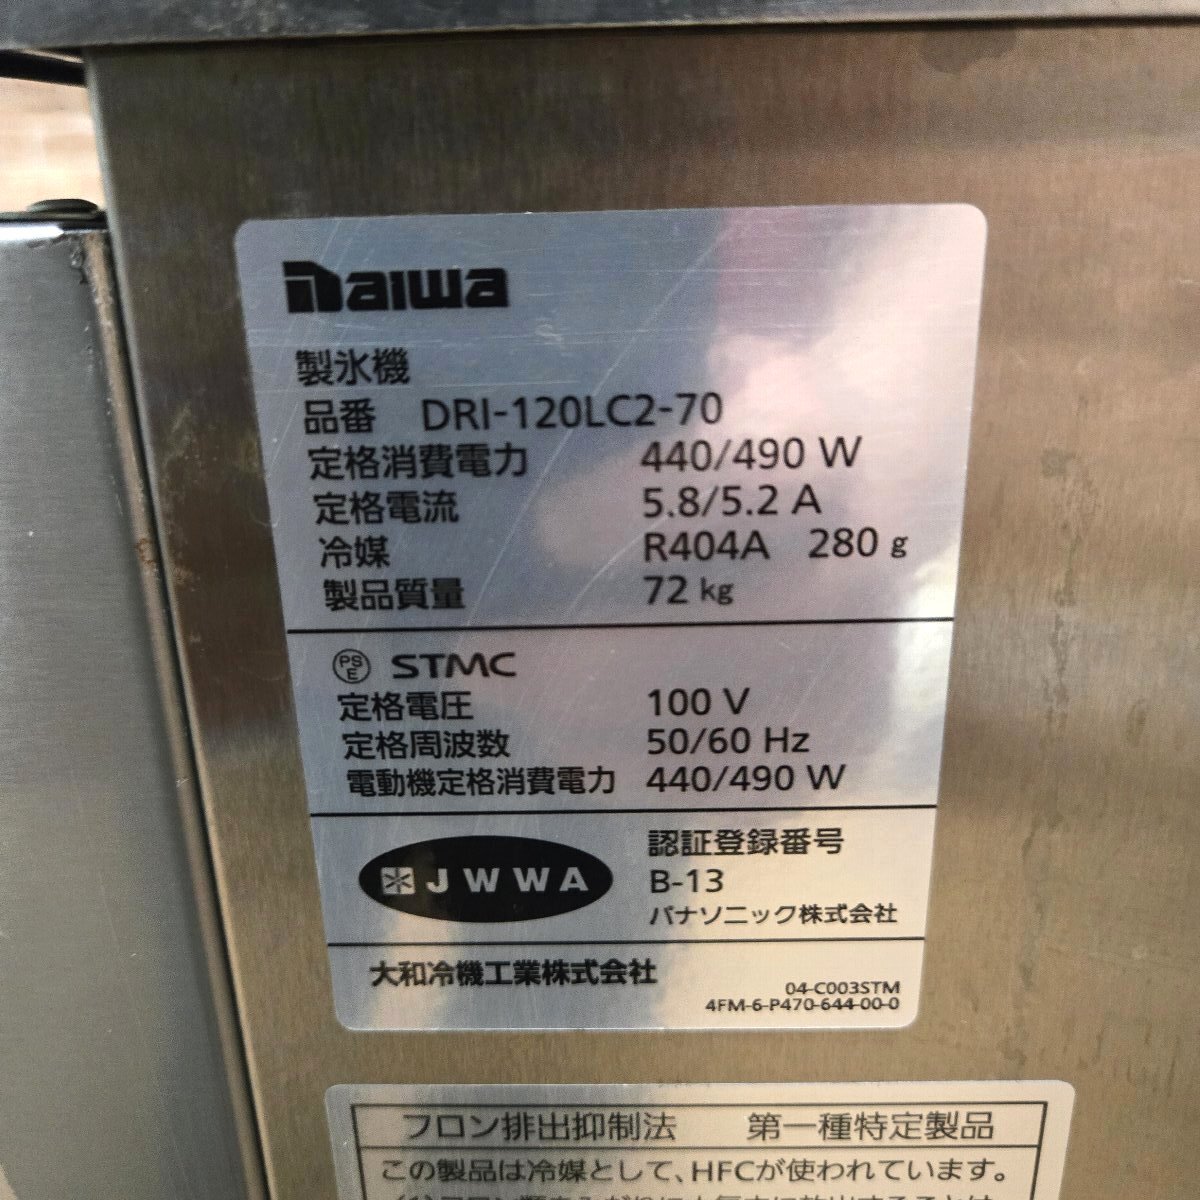 Daiwa
製氷機
品番 DRI-120LC2-70
定格消費電力 440/490 W
定格電流 5.8/5.2 A
冷媒 R404A 280 g
製品質量 72 kg
PSE STMC
定格電圧 100 V
定格周波数 50/60 Hz
電動機定格消費電力 440/490 W
JWWA
認証登録番号
B-13
パナソニック株式会社
大和冷機工業株式会社
04-C003STM
4FM-6-P470-644-00-0
フロン排出抑制法 第一種特定製品
この製品は冷媒として、HFCが使われています。